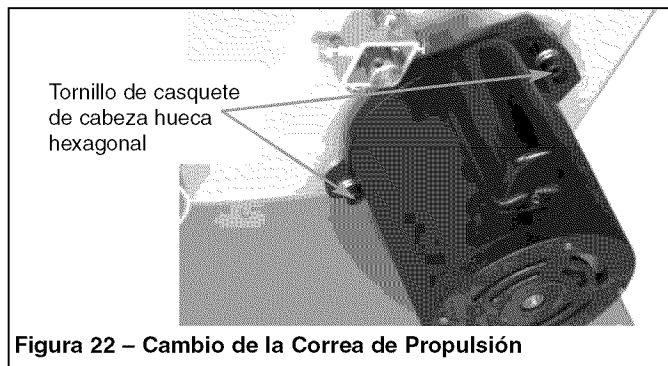 Tornillo de casquete
de cabeza hueca
hexagonal
Figura 22 – Cambio de la Correa de Propulsión